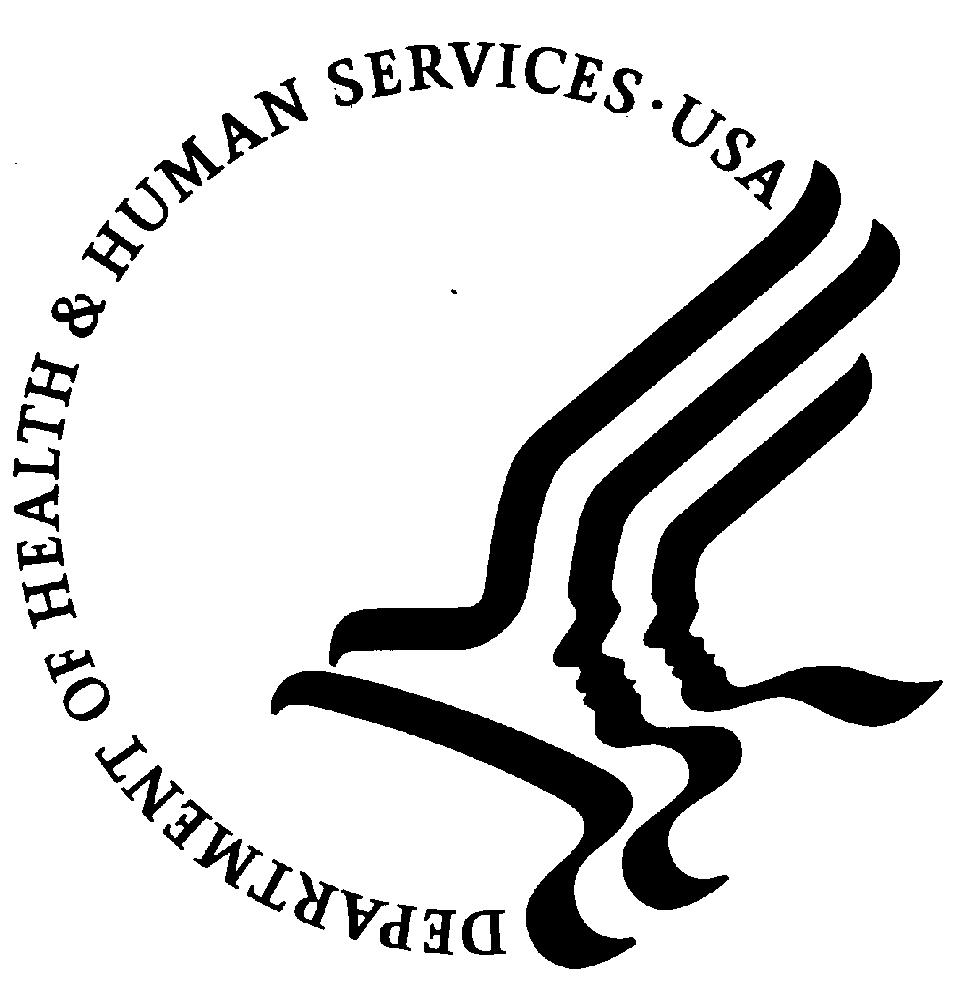 DEPARTMENT OF HEALTH & HUMAN SERVICES · USA